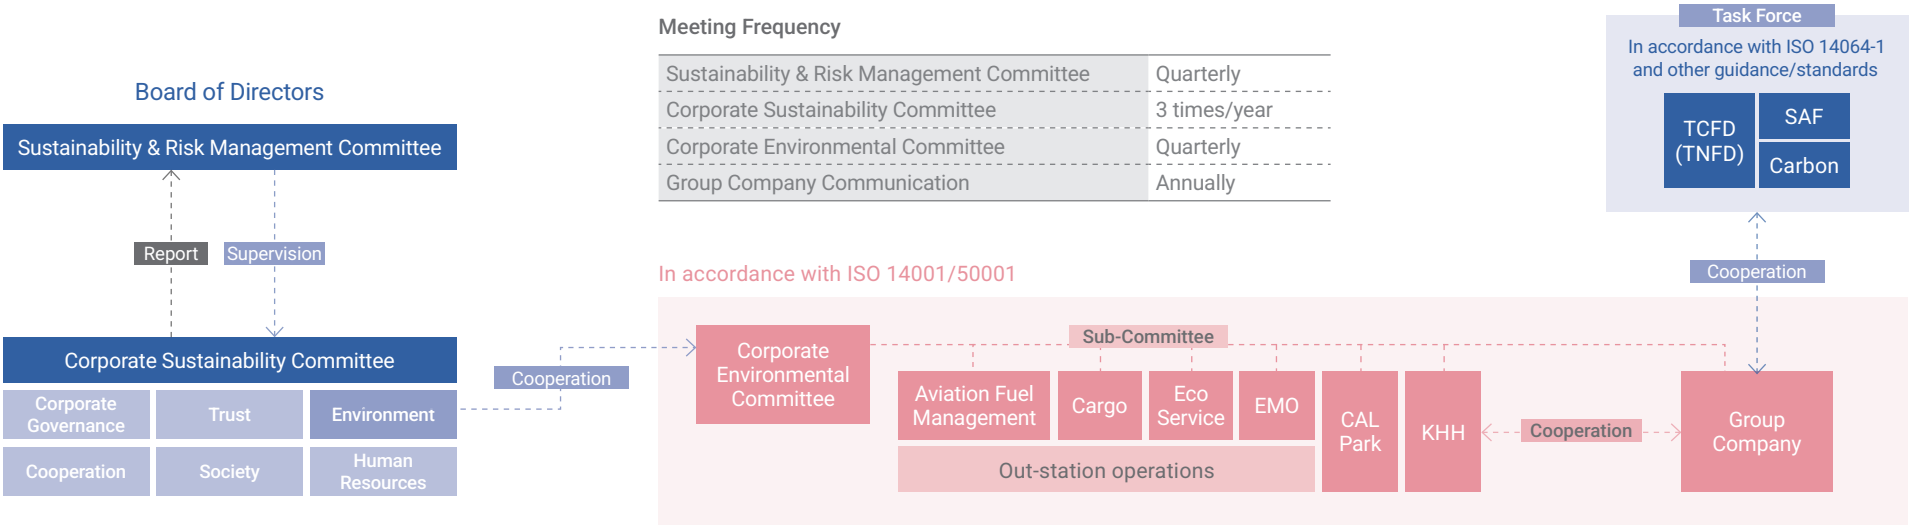 Board of Directors
Sustainability & Risk Management Committee
Report
Supervision
Corporate Sustainability Committee
Corporate
Governance
Trust
Environment
Cooperation
Society
Human
Resources
Cooperation
Meeting Frequency
Sustainability & Risk Management Committee Quarterly
Corporate Sustainability Committee 3 times/year
Corporate Environmental Committee Quarterly
Group Company Communication Annually
Task Force
In accordance with ISO 14064-1
and other guidance/standards
TCFD
(TNFD)
SAF
Carbon
Cooperation
In accordance with ISO 14001/50001
Corporate
Environmental
Committee
Sub-Committee
Aviation Fuel
Management
Cargo
Eco
Service
EMO
Out-station operations
CAL
Park
KHH
Cooperation
Group
Company